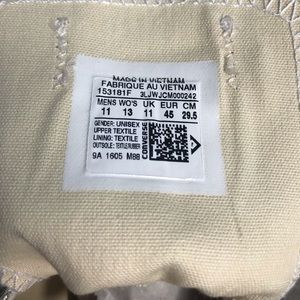 MADE IN VIETNAM
FABRIQUE AU VIETNAM
153181F 3LJWJCM000242
MENS WO'S UK EUR CM
11 13 11 45 29.5
GENDER: UNISEX
UPPER TEXTILE
LINING: TEXTILE
OUTSOLE: TEXTILE/RUBBER
9A 1605 M88
CONVERSE